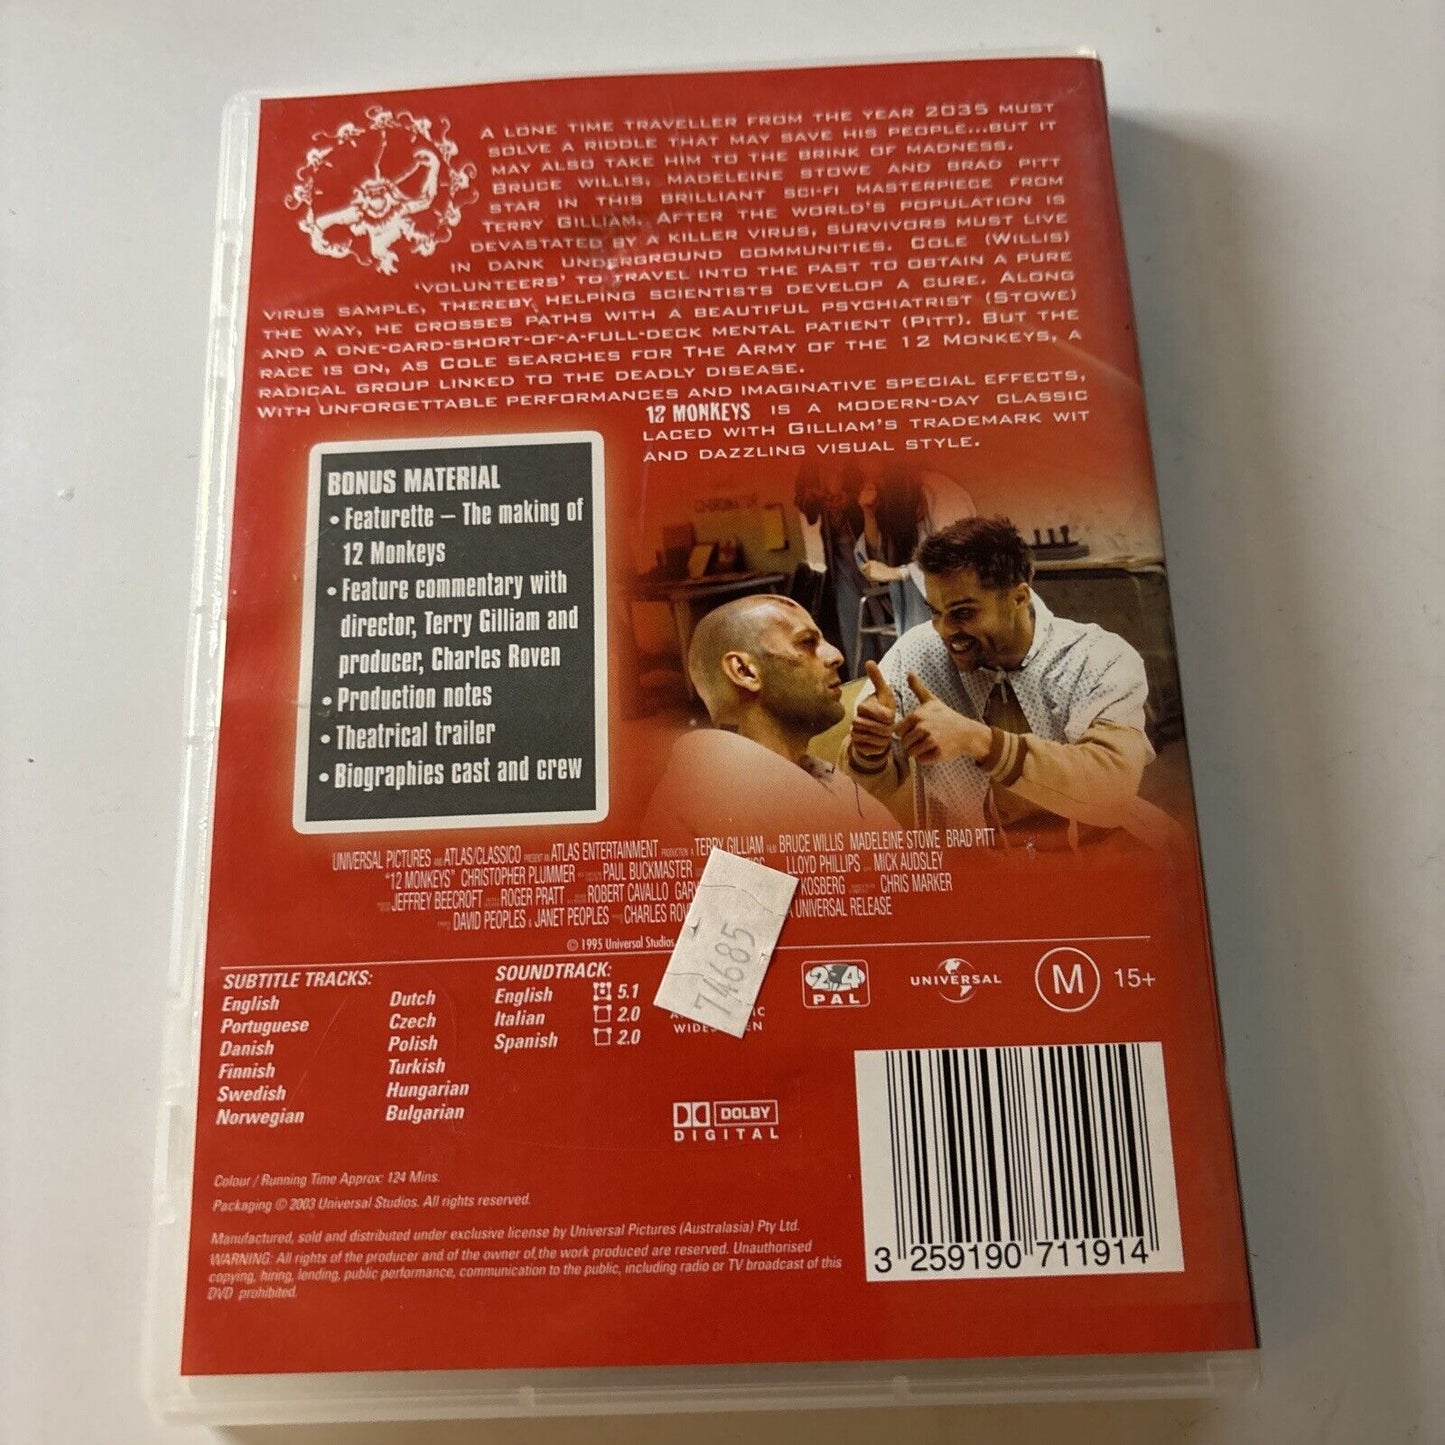 A LONE TIME TRAVELLER FROM THE YEAR 2035 MUST
SOLVE A RIDDLE THAT MAY SAVE HIS PEOPLE...BUT IT
MAY ALSO TAKE HIM TO THE BRINK OF MADNESS.
BRUCE WILLIS, MADELEINE STOWE AND BRAD PITT
STAR IN THIS BRILLIANT SCI-FI MASTERPIECE FROM
TERRY GILLIAM. AFTER THE WORLD'S POPULATION IS
DEVASTATED BY A KILLER VIRUS, SURVIVORS MUST LIVE
IN DANK UNDERGROUND COMMUNITIES. COLE (WILLIS)
'VOLUNTEERS' TO TRAVEL INTO THE PAST TO OBTAIN A PURE
VIRUS SAMPLE, THEREBY HELPING SCIENTISTS DEVELOP A CURE. ALONG
THE WAY, HE CROSSES PATHS WITH A BEAUTIFUL PSYCHIATRIST (STOWE)
AND A ONE-CARD-SHORT-OF-A-FULL-DECK MENTAL PATIENT (PITT). BUT THE
RACE IS ON, AS COLE SEARCHES FOR THE ARMY OF THE 12 MONKEYS, A
RADICAL GROUP LINKED TO THE DEADLY DISEASE.
WITH UNFORGETTABLE PERFORMANCES AND IMAGINATIVE SPECIAL EFFECTS,
12 MONKEYS IS A MODERN-DAY CLASSIC
LACED WITH GILLIAM'S TRADEMARK WIT
AND DAZZLING VISUAL STYLE.
BONUS MATERIAL
• Featurette – The making of
12 Monkeys
• Feature commentary with
director, Terry Gilliam and
producer, Charles Roven
• Production notes
• Theatrical trailer
• Biographies cast and crew
UNIVERSAL PICTURES AND ATLAS/CLASSICO PRESENT AN ATLAS ENTERTAINMENT PRODUCTION A TERRY GILLIAM FILM BRUCE WILLIS MADELEINE STOWE BRAD PITT
"12 MONKEYS" CHRISTOPHER PLUMMER PAUL BUCKMASTER LLOYD PHILLIPS MICK AUDSLEY
JEFFREY BEECROFT ROGER PRATT ROBERT CAVALLO GARY KOSBERG CHRIS MARKER
DAVID PEOPLES & JANET PEOPLES CHARLES ROVEN A UNIVERSAL RELEASE
© 1995 Universal Studios.
74685
SUBTITLE TRACKS:
English
Portuguese
Danish
Finnish
Swedish
Norwegian
Dutch
Czech
Polish
Turkish
Hungarian
Bulgarian
SOUNDTRACK:
English 5.1
Italian 2.0
Spanish 2.0
2 4
PAL
UNIVERSAL
M 15+
DOLBY
DIGITAL
Colour / Running Time Approx: 124 Mins.
Packaging © 2003 Universal Studios. All rights reserved.
Manufactured, sold and distributed under exclusive license by Universal Pictures (Australasia) Pty Ltd.
WARNING: All rights of the producer and of the owner of the work produced are reserved. Unauthorised
copying, hiring, lending, public performance, communication to the public, including radio or TV broadcast of this
DVD prohibited.
3 259190 711914